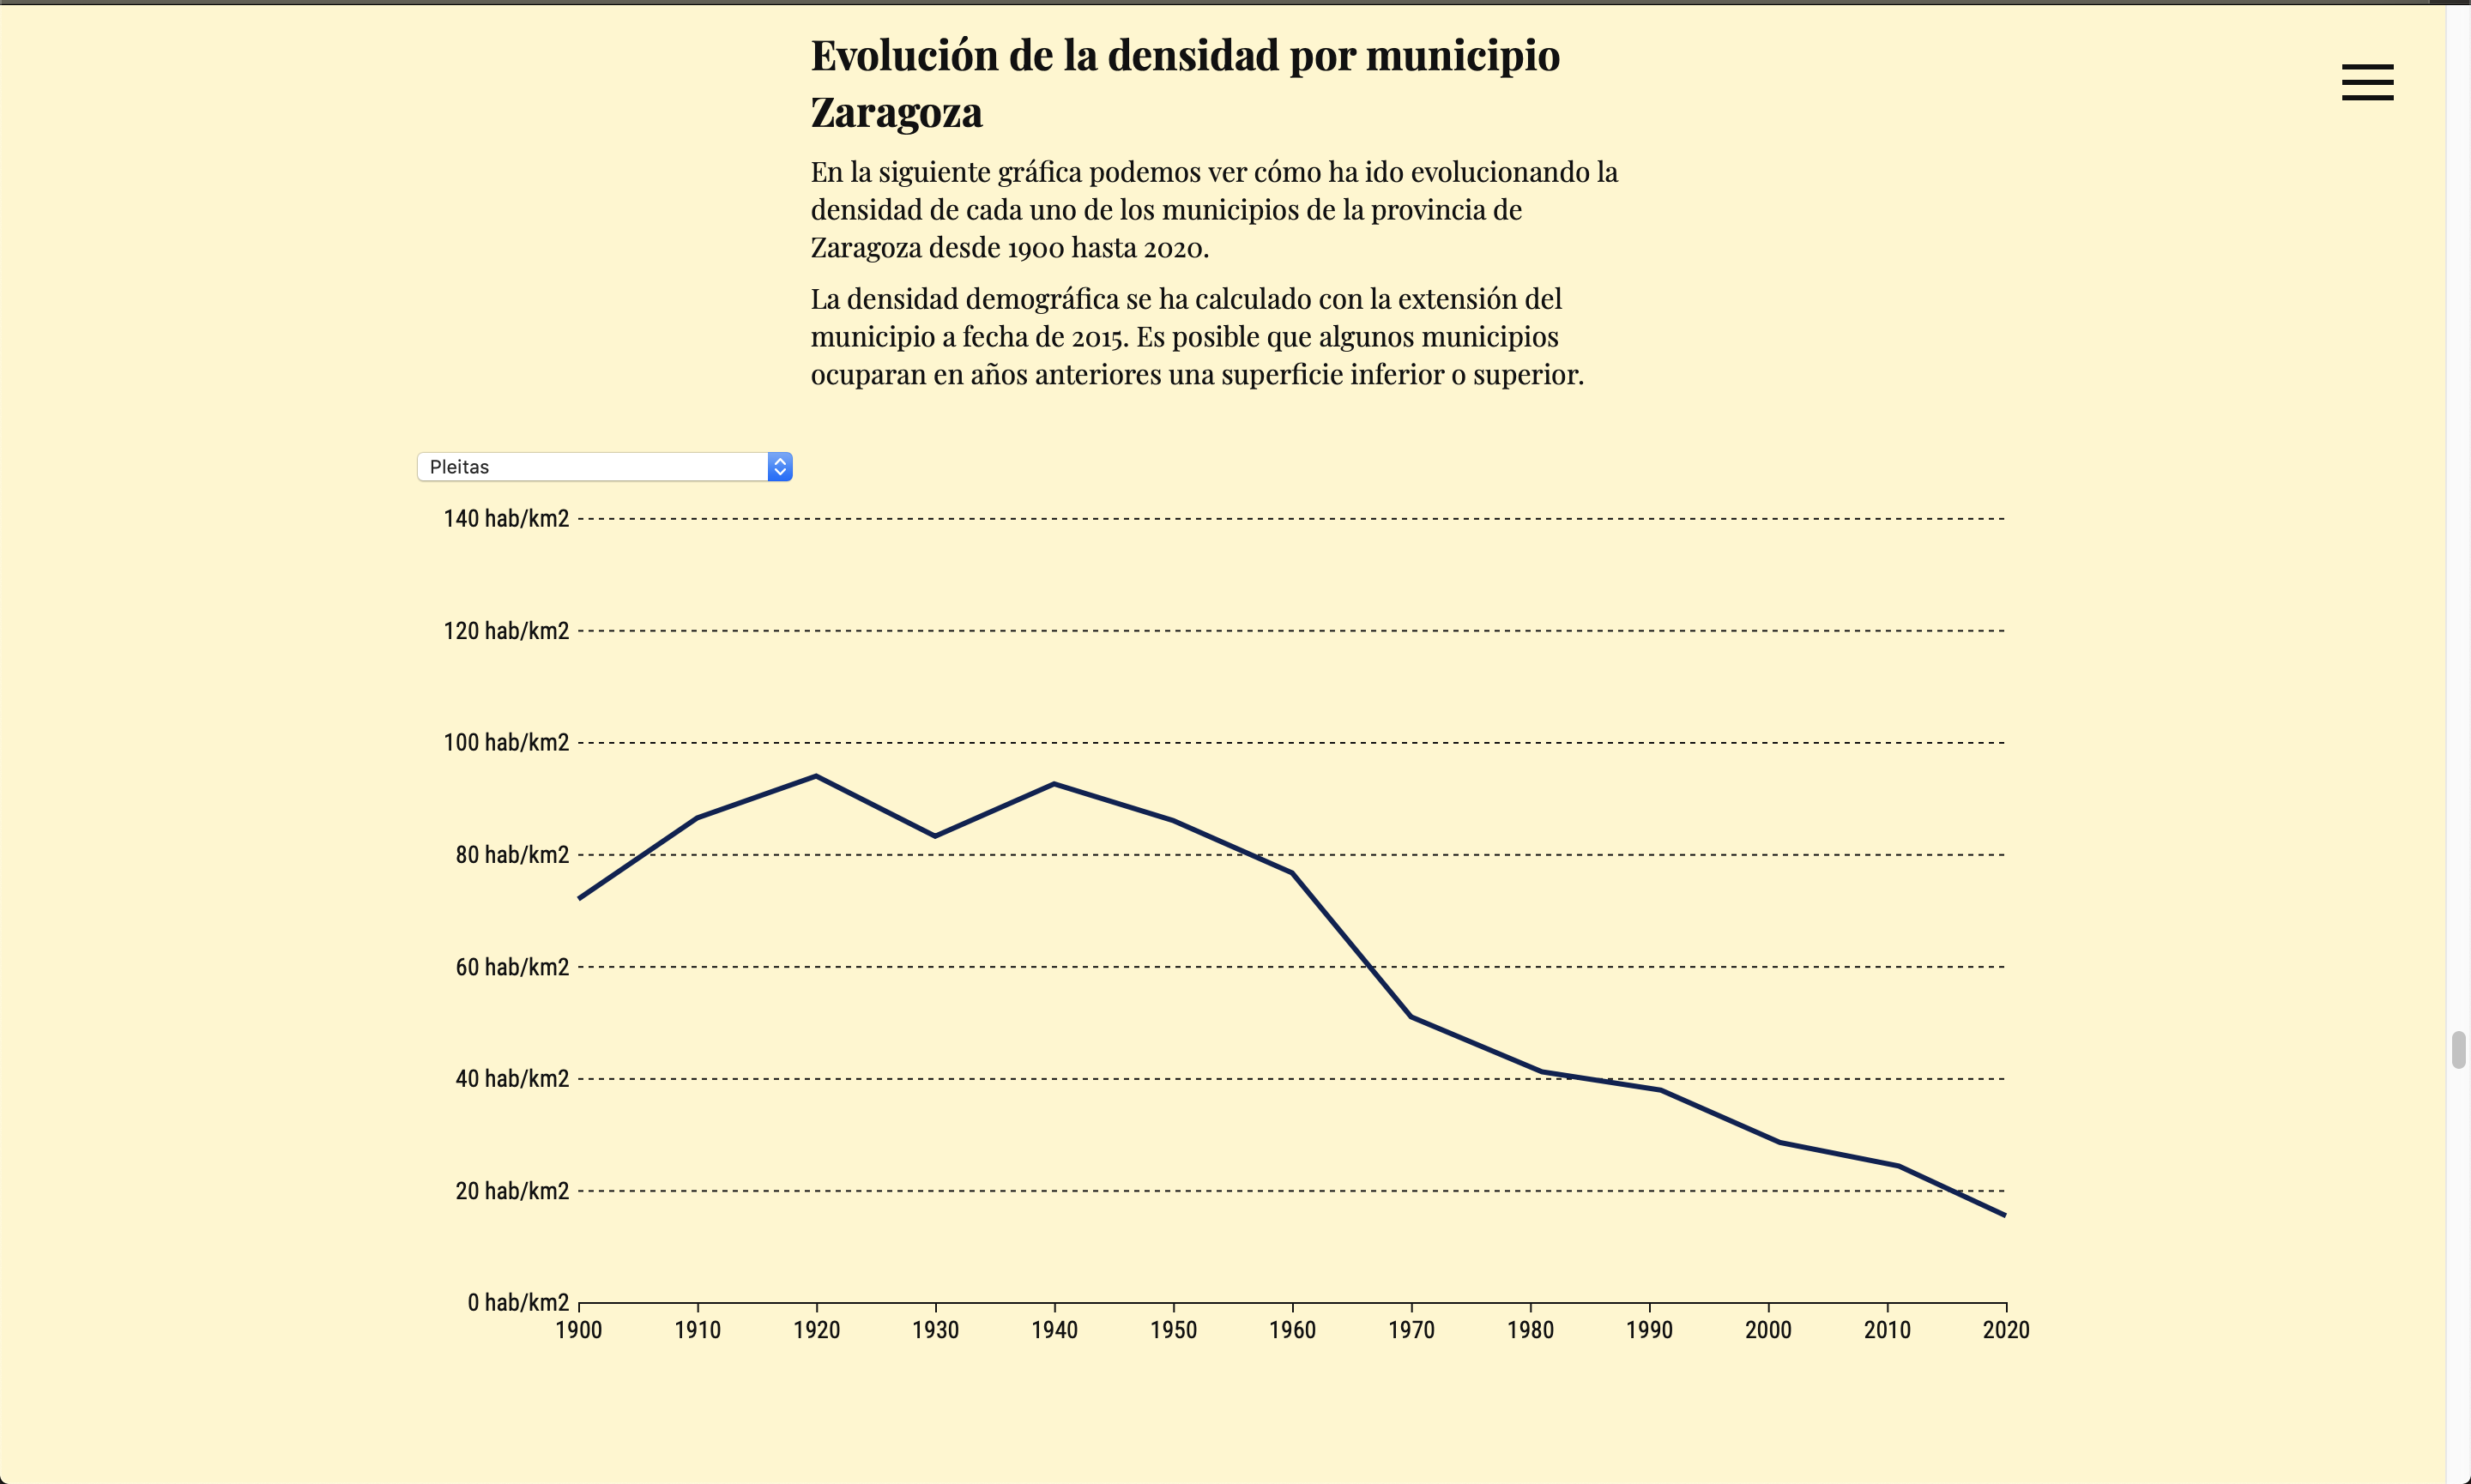 Evolución de la densidad por municipio
Zaragoza
En la siguiente gráfica podemos ver cómo ha ido evolucionando la
densidad de cada uno de los municipios de la provincia de
Zaragoza desde 1900 hasta 2020.
La densidad demográfica se ha calculado con la extensión del
municipio a fecha de 2015. Es posible que algunos municipios
ocuparan en años anteriores una superficie inferior o superior.
Pleitas
140 hab/km2
120 hab/km2
100 hab/km2
80 hab/km2
60 hab/km2
40 hab/km2
20 hab/km2
0 hab/km2
1900 1910 1920 1930 1940 1950 1960 1970 1980 1990 2000 2010 2020